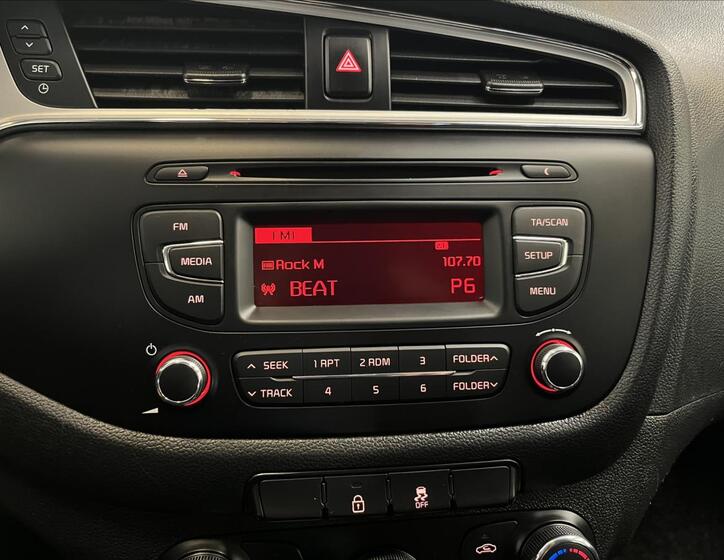 SET
TA/SCAN
FM
FM1
MEDIA
SETUP
Rock M
107.70
AM
BEAT
P6
MENU
SEEK
1 RPT
2 RDM
3
FOLDER
TRACK
4
5
6
FOLDER
OFF